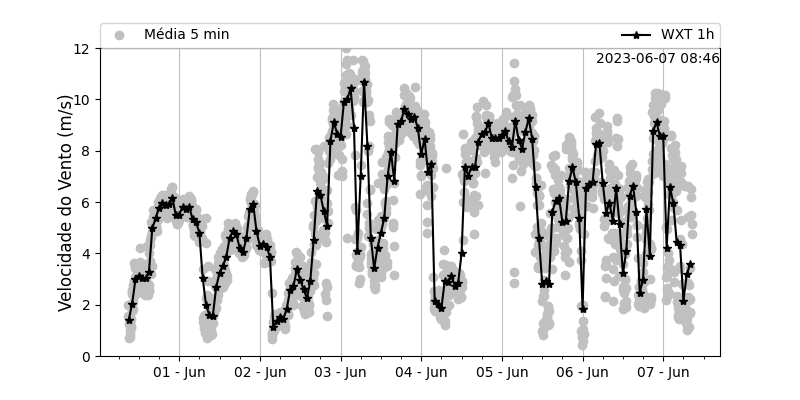 Média 5 min
WXT 1h
2023-06-07 08:46
Velocidade do Vento (m/s)
12
10
8
6
4
2
0
01 - Jun
02 - Jun
03 - Jun
04 - Jun
05 - Jun
06 - Jun
07 - Jun